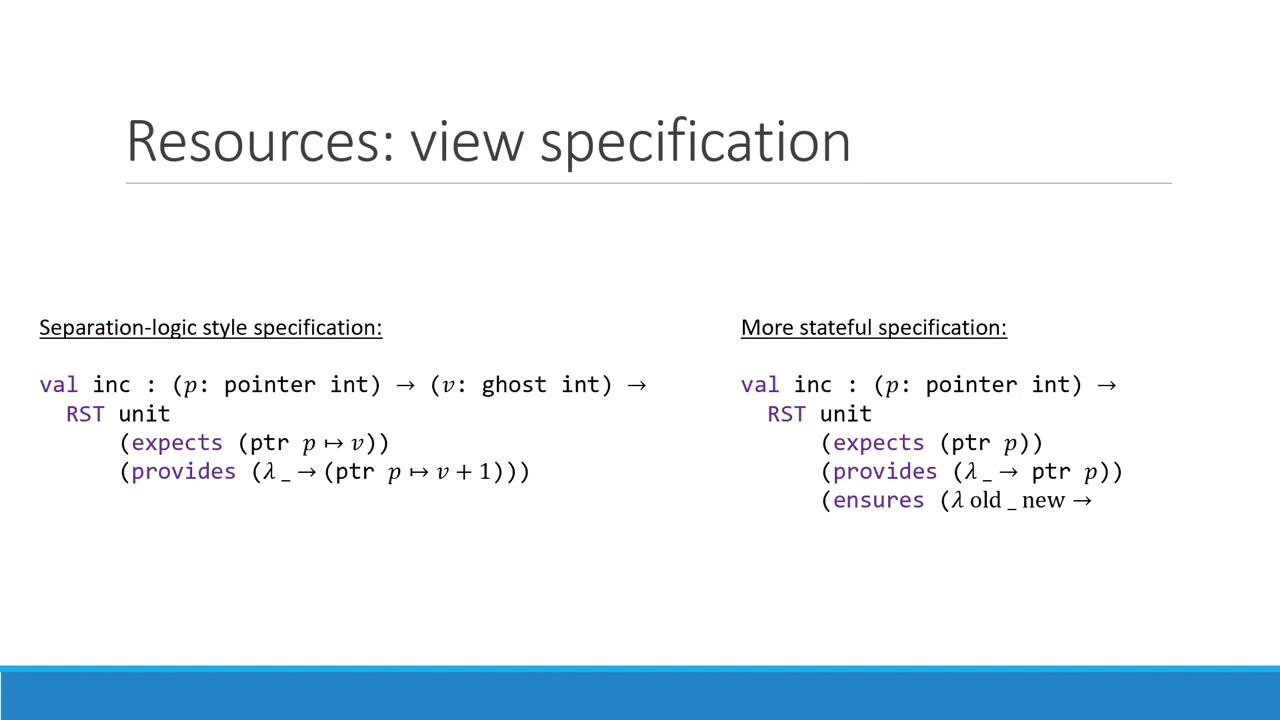 Resources: view specification
Separation-logic style specification:
val inc : (p: pointer int) → (v: ghost int) →
RST unit
(expects (ptr p ↦ v))
(provides (λ _ → (ptr p ↦ v + 1)))
More stateful specification:
val inc : (p: pointer int) →
RST unit
(expects (ptr p))
(provides (λ _ → ptr p))
(ensures (λ old _ new →